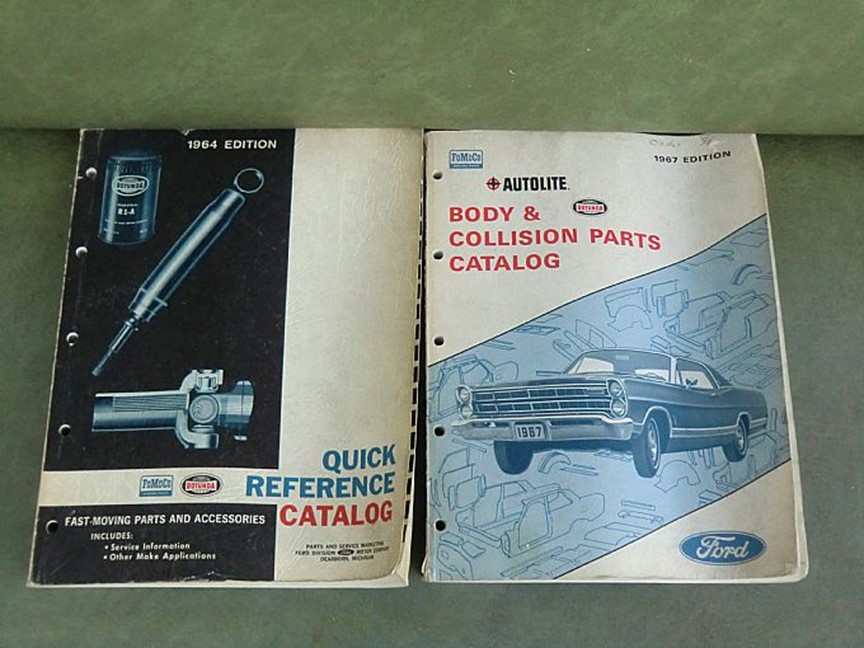 1964 EDITION
ROTUNDA
R1-A
FoMoCo
ROTUNDA
QUICK
REFERENCE
CATALOG
FAST-MOVING PARTS AND ACCESSORIES
INCLUDES:
• Service Information
• Other Make Applications
PARTS AND SERVICE MARKETING
FORD DIVISION Ford MOTOR COMPANY
DEARBORN, MICHIGAN
FoMoCo
1967 EDITION
AUTOLITE
ROTUNDA
BODY &
COLLISION PARTS
CATALOG
1967
Ford